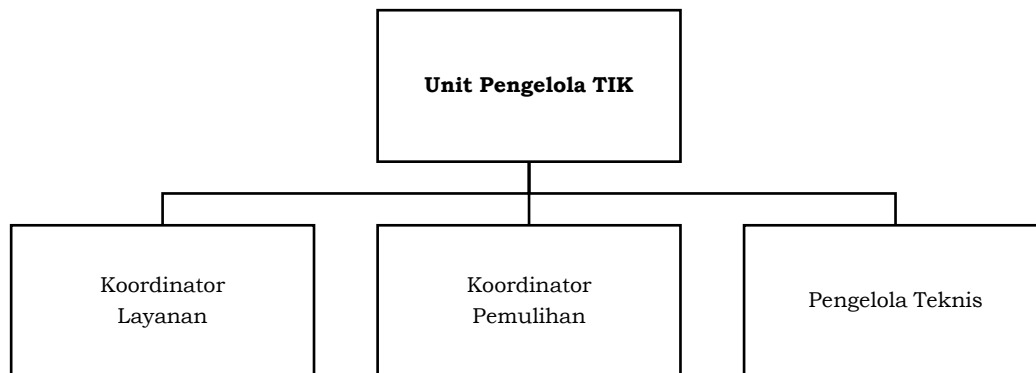 Unit Pengelola TIK
Koordinator
Layanan
Koordinator
Pemulihan
Pengelola Teknis